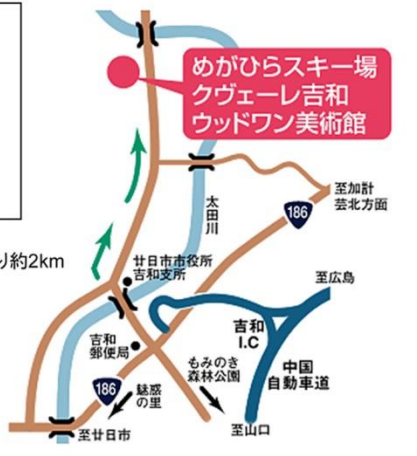 めがひらスキー場
クヴェーレ吉和
ウッドワン美術館
至加計
芸北方面
186
太田川
り約2km
廿日市市役所
吉和支所
至広島
吉和
I.C
吉和
郵便局
中国
自動車道
もみのき
森林公園
186
魅惑
の里
至廿日市
至山口